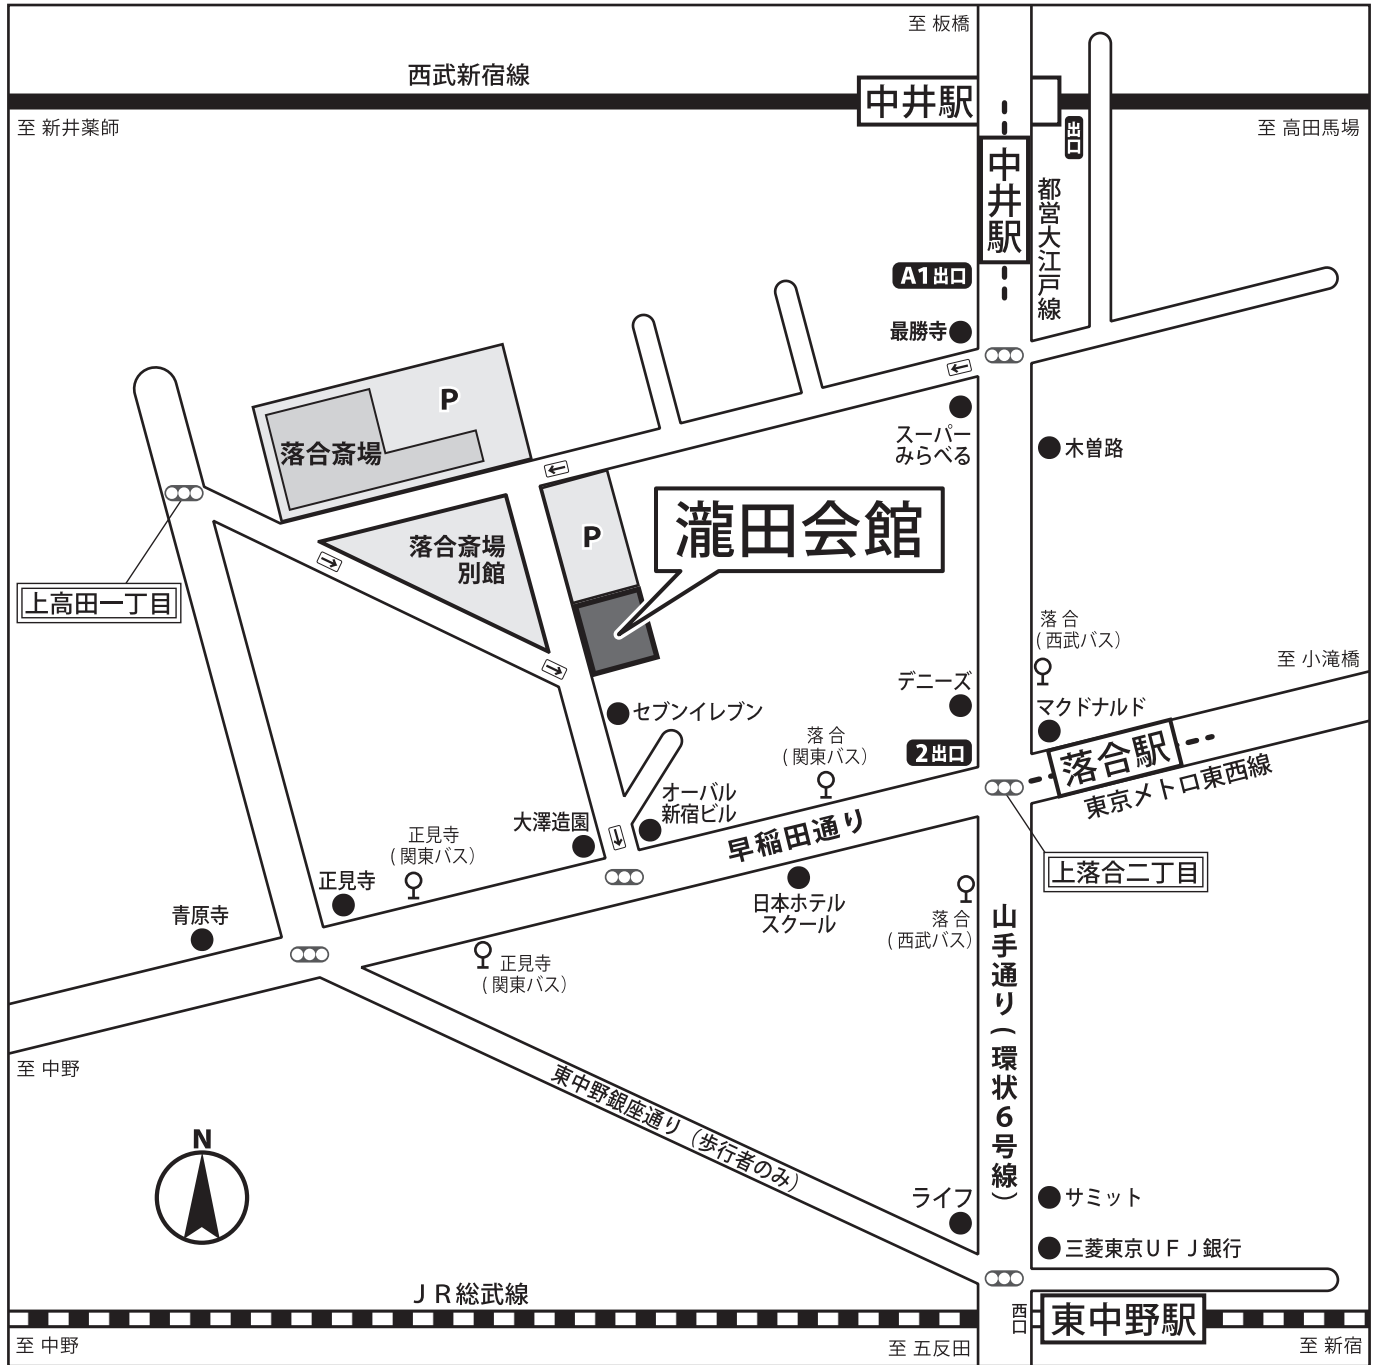 至 板橋
西武新宿線
中井駅
至 新井薬師
至 高田馬場
出口
中井駅
都営大江戸線
A1出口
最勝寺
P
落合斎場
スーパー
みらべる
木曽路
P
瀧田会館
落合斎場
別館
上高田一丁目
落 合
( 西武バス)
至 小滝橋
デニーズ
マクドナルド
セブンイレブン
落 合
( 関東バス)
2出口
落合駅
東京メトロ東西線
オーバル
新宿ビル
大澤造園
早稲田通り
正見寺
( 関東バス)
上落合二丁目
正見寺
日本ホテル
スクール
青原寺
落 合
( 西武バス)
山手通り(環状6号線)
正見寺
( 関東バス)
至 中野
東中野銀座通り（歩行者のみ）
N
ライフ
サミット
三菱東京ＵＦＪ銀行
ＪＲ総武線
西口
東中野駅
至 中野
至 五反田
至 新宿